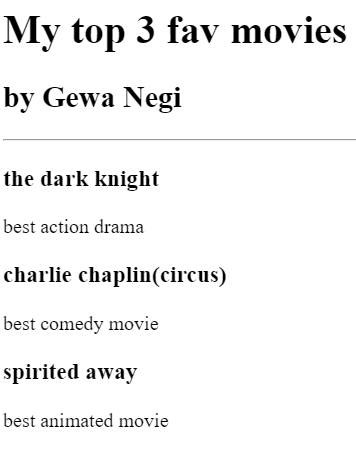 My top 3 fav movies
by Gewa Negi
the dark knight
best action drama
charlie chaplin(circus)
best comedy movie
spirited away
best animated movie